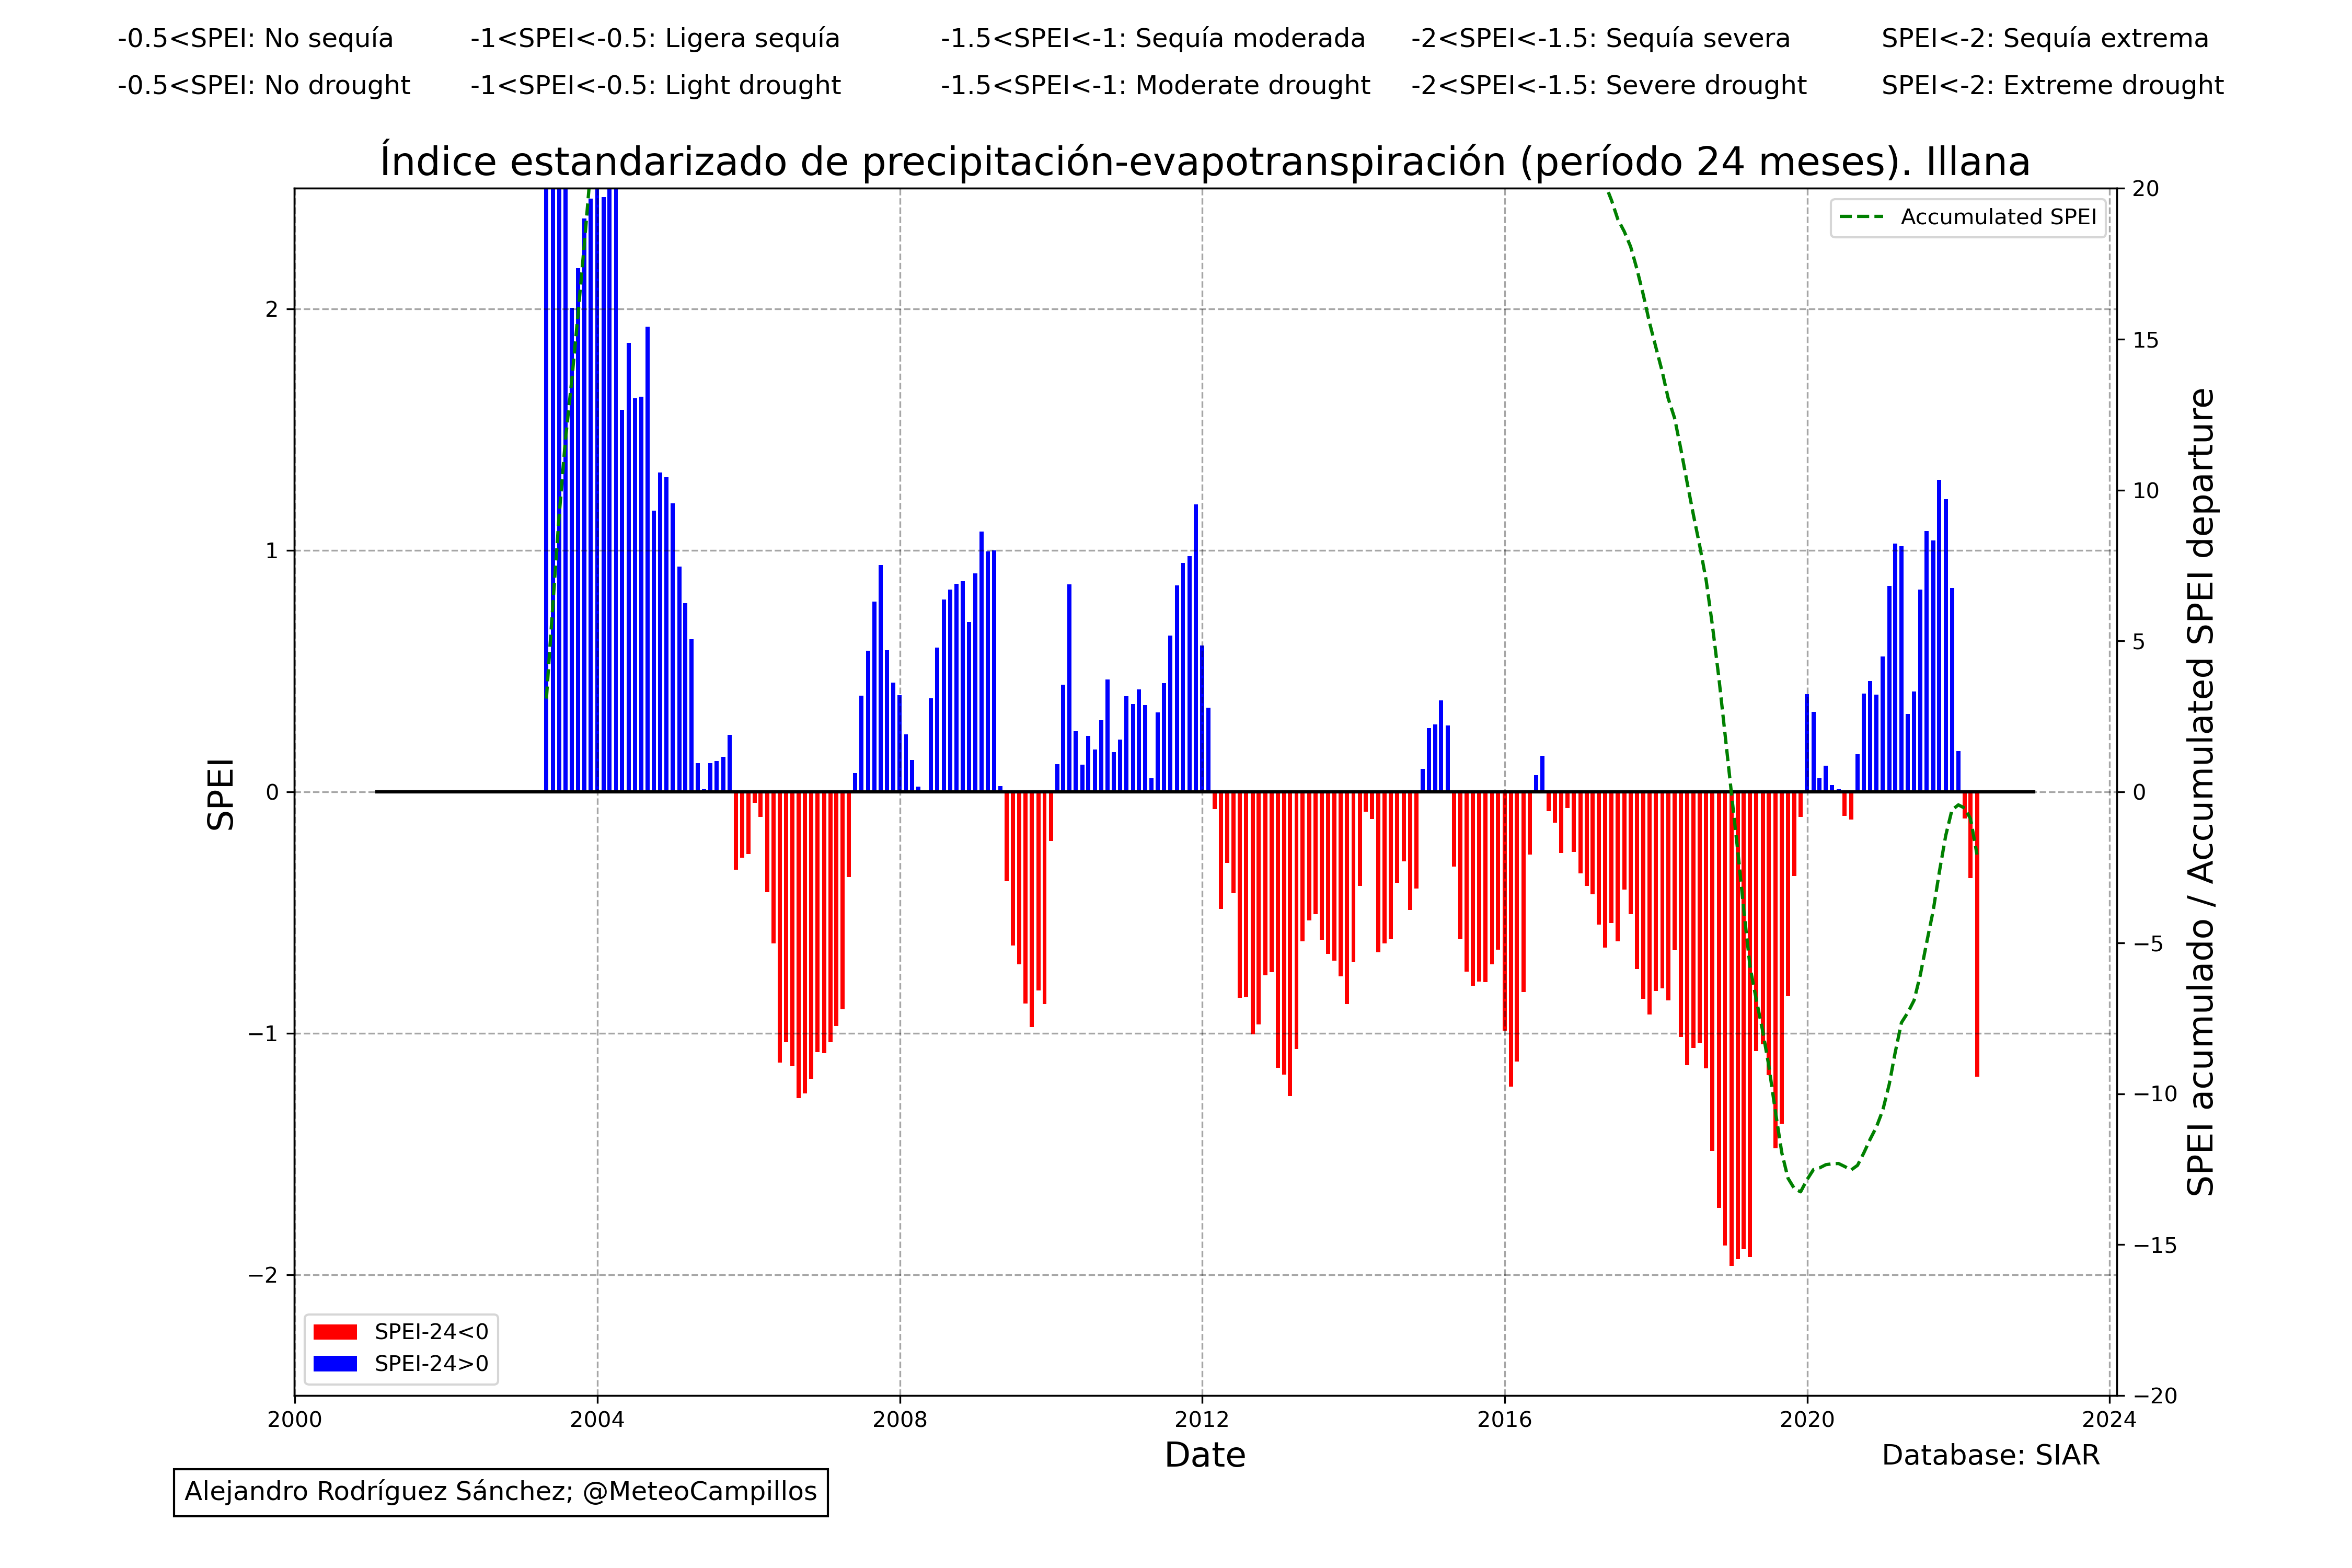 -0.5<SPEI: No sequía -1<SPEI<-0.5: Ligera sequía -1.5<SPEI<-1: Sequía moderada -2<SPEI<-1.5: Sequía severa SPEI<-2: Sequía extrema
-0.5<SPEI: No drought -1<SPEI<-0.5: Light drought -1.5<SPEI<-1: Moderate drought -2<SPEI<-1.5: Severe drought SPEI<-2: Extreme drought
Índice estandarizado de precipitación-evapotranspiración (período 24 meses). Illana
Accumulated SPEI
SPEI
2
1
0
−1
−2
20
15
10
5
0
−5
−10
−15
−20
SPEI acumulado / Accumulated SPEI departure
SPEI-24<0
SPEI-24>0
2000 2004 2008 2012 2016 2020 2024
Date
Database: SIAR
Alejandro Rodríguez Sánchez; @MeteoCampillos